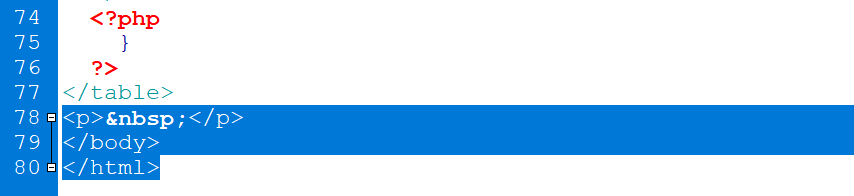 74 <?php
75 }
76 ?>
77 </table>
78 <p>&nbsp;</p>
79 </body>
80 </html>